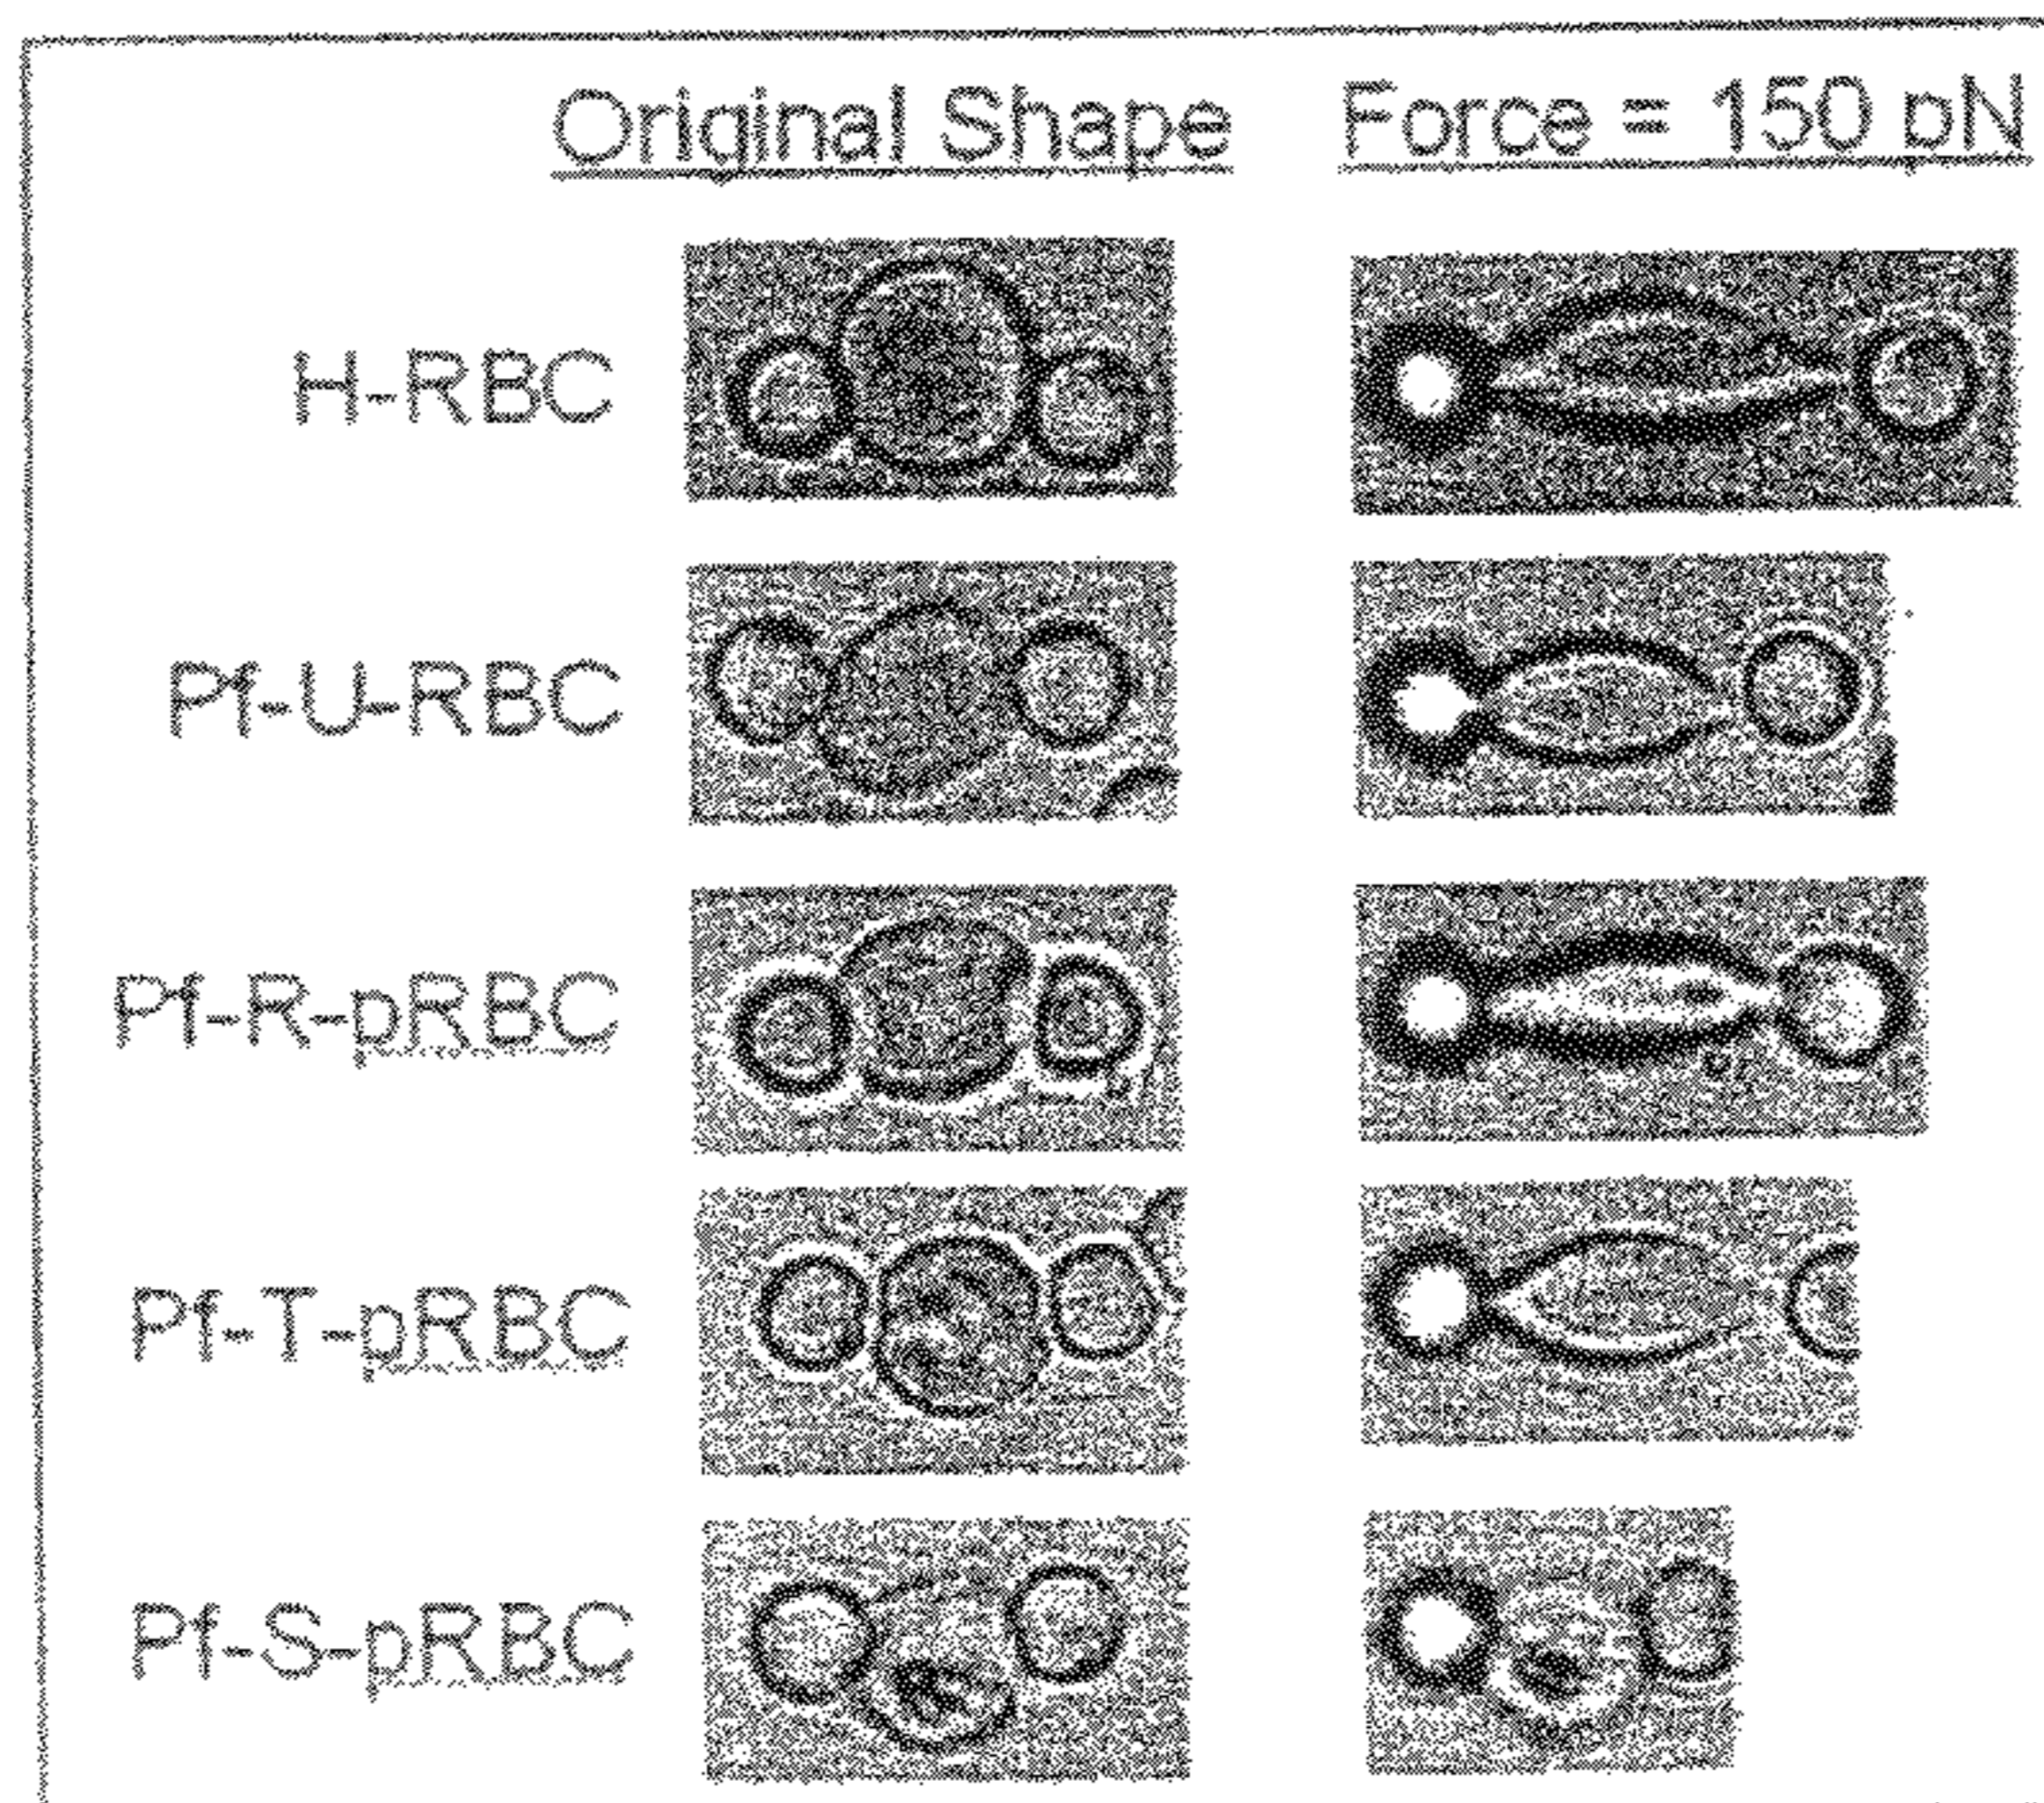 Original Shape Force = 150 pN
H-RBC
Pf-U-RBC
Pf-R-pRBC
Pf-T-pRBC
Pf-S-pRBC